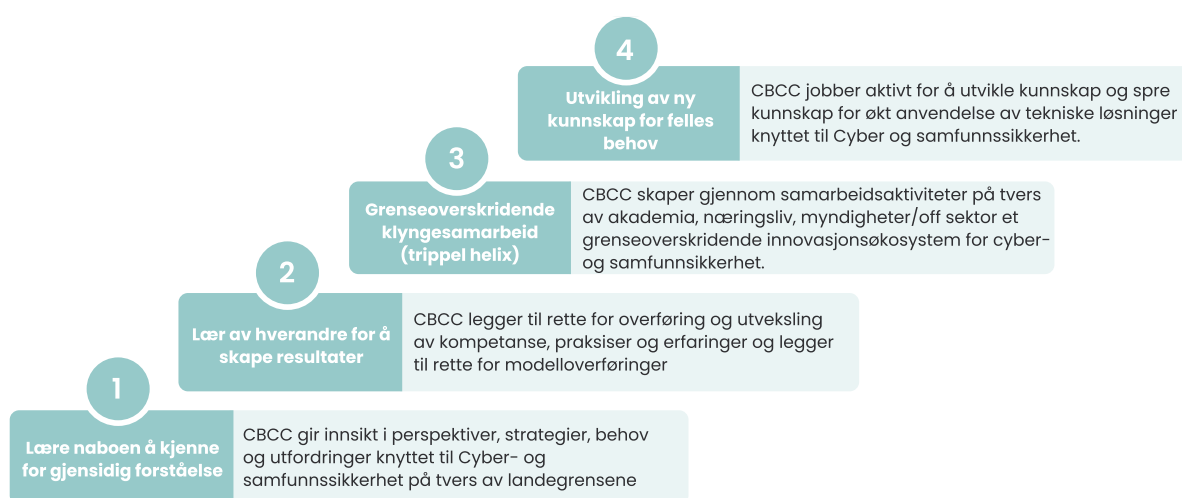 4
Utvikling av ny
kunnskap for felles
behov
CBCC jobber aktivt for å utvikle kunnskap og spre
kunnskap for økt anvendelse av tekniske løsninger
knyttet til Cyber og samfunnssikkerhet.
3
Grenseoverskridende
klyngesamarbeid
(trippel helix)
CBCC skaper gjennom samarbeidsaktiviteter på tvers
av akademia, næringsliv, myndigheter/off sektor et
grenseoverskridende innovasjonsøkosystem for cyber-
og samfunnsikkerhet.
2
Lær av hverandre for å
skape resultater
CBCC legger til rette for overføring og utveksling
av kompetanse, praksiser og erfaringer og legger
til rette for modelloverføringer
1
Lære naboen å kjenne
for gjensidig forståelse
CBCC gir innsikt i perspektiver, strategier, behov
og utfordringer knyttet til Cyber- og
samfunnssikkerhet på tvers av landegrensene